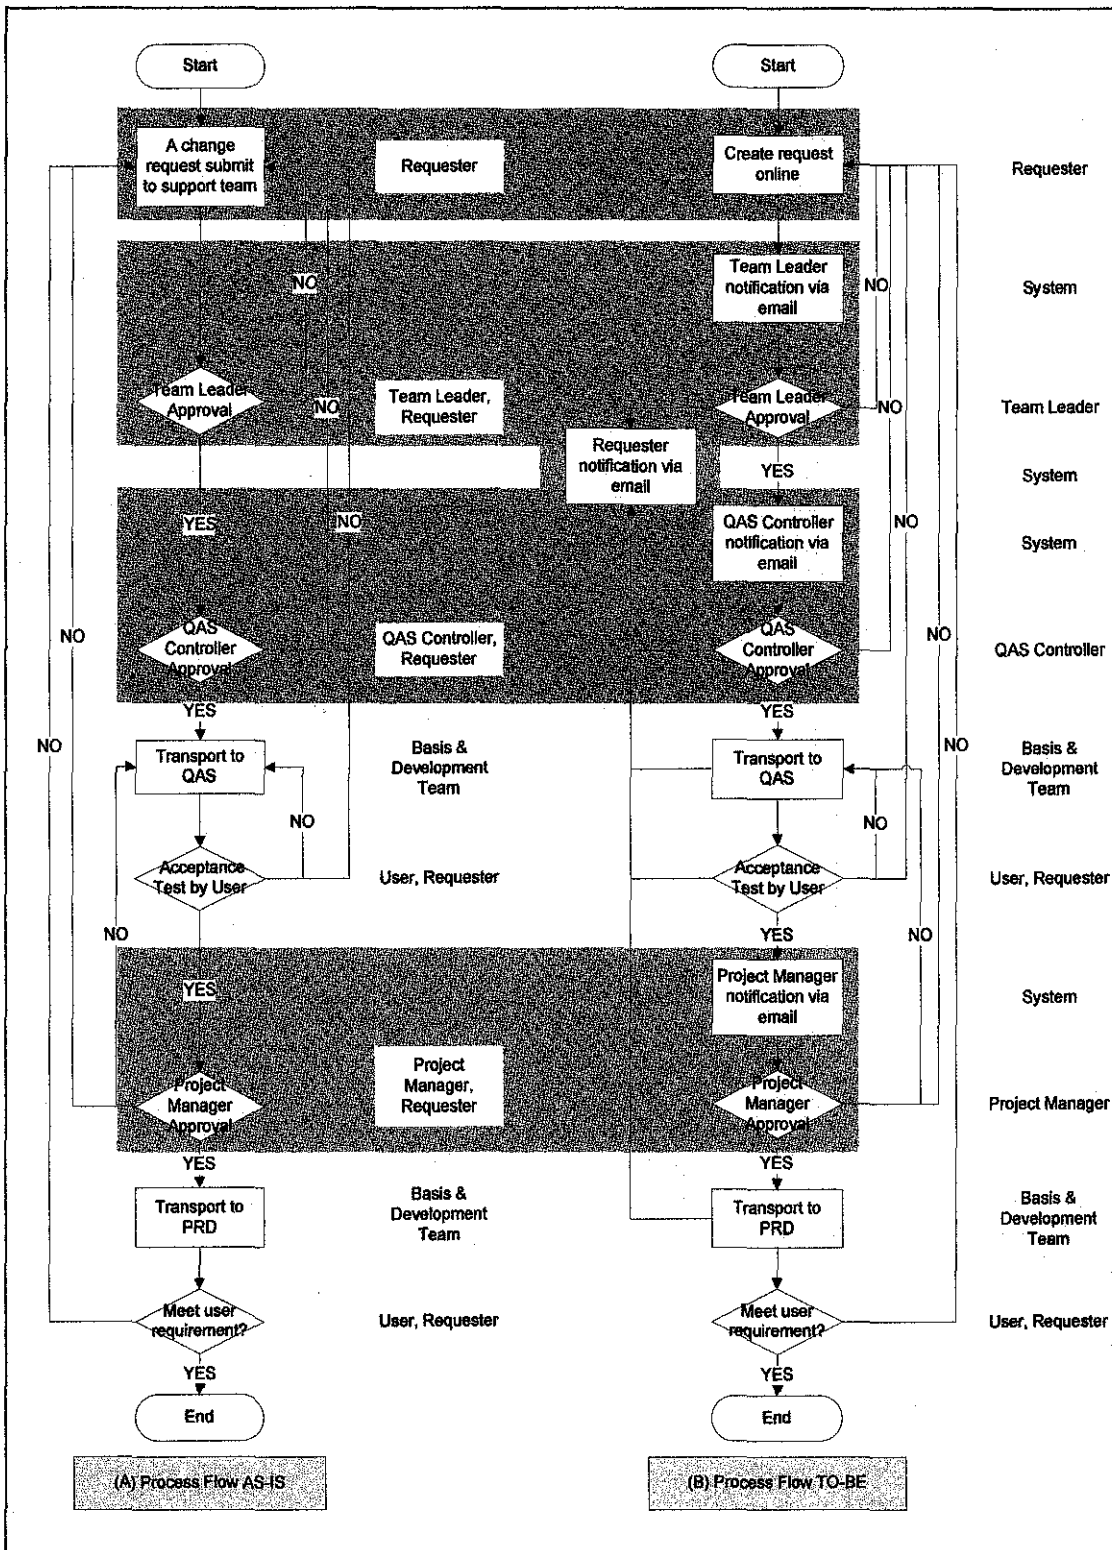 Start
Start
A change
request submit
to support team
Requester
Create request
online
Requester
NO
Team Leader
notification via
email
NO
System
Team Leader
Approval
NO
Team Leader,
Requester
Team Leader
Approval
NO
Team Leader
Requester
notification via
email
YES
System
YES
NO
QAS Controller
notification via
email
NO
System
NO
QAS
Controller
Approval
QAS Controller,
Requester
QAS
Controller
Approval
NO
QAS Controller
YES
YES
NO
Transport to
QAS
Basis &
Development
Team
Transport to
QAS
NO
Basis &
Development
Team
NO
NO
Acceptance
Test by User
User, Requester
Acceptance
Test by User
User, Requester
NO
YES
NO
YES
Project Manager
notification via
email
System
Project
Manager
Approval
Project
Manager,
Requester
Project
Manager
Approval
Project Manager
YES
YES
Transport to
PRD
Basis &
Development
Team
Transport to
PRD
Basis &
Development
Team
Meet user
requirement?
User, Requester
Meet user
requirement?
User, Requester
YES
YES
End
End
(A) Process Flow AS-IS
(B) Process Flow TO-BE